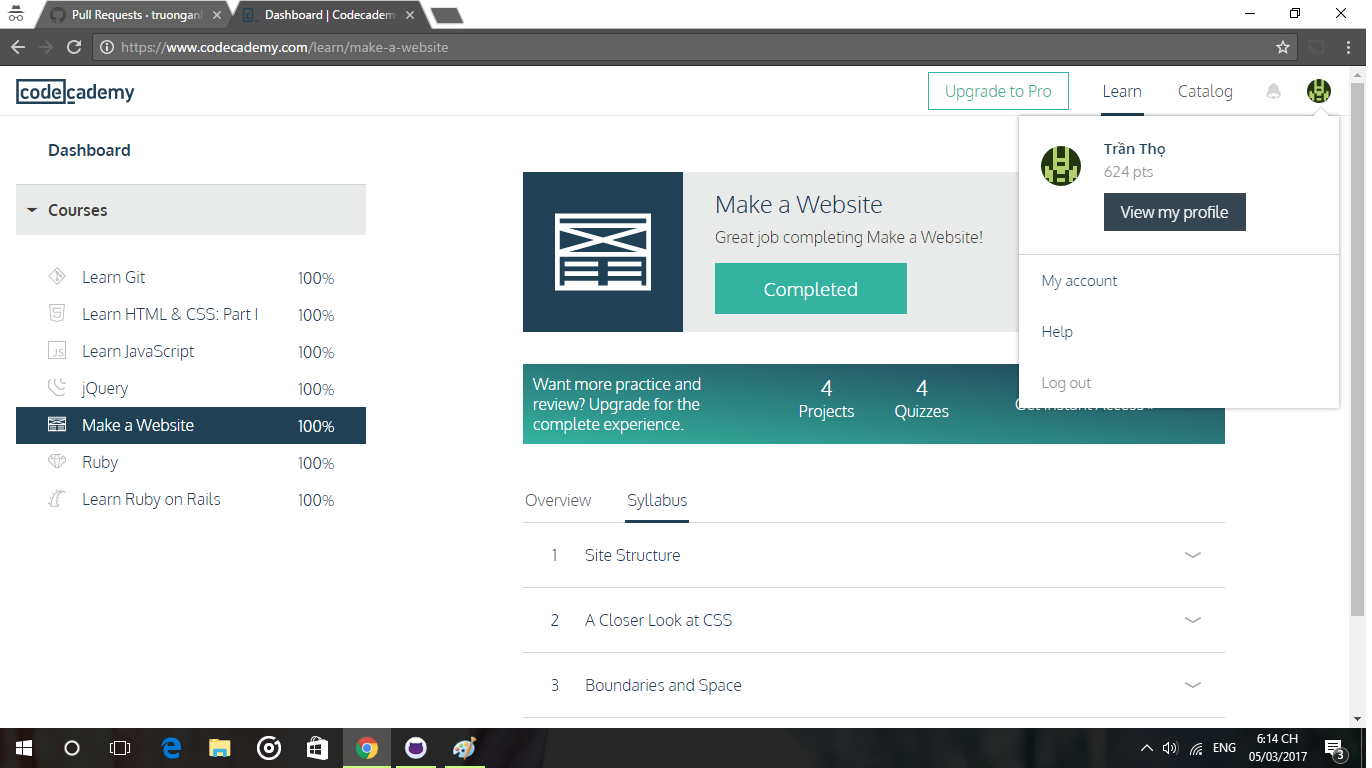 Pull Requests · truonganh
Dashboard | Codecadem
https://www.codecademy.com/learn/make-a-website
codecademy
Upgrade to Pro
Learn
Catalog
Dashboard
Courses
Learn Git 100%
Learn HTML & CSS: Part I 100%
Learn JavaScript 100%
jQuery 100%
Make a Website 100%
Ruby 100%
Learn Ruby on Rails 100%
Make a Website
Great job completing Make a Website!
Completed
Trần Thọ
624 pts
View my profile
My account
Help
Log out
Want more practice and
review? Upgrade for the
complete experience.
4
Projects
4
Quizzes
Get Instant Access
Overview
Syllabus
1 Site Structure
2 A Closer Look at CSS
3 Boundaries and Space
ENG
6:14 CH
05/03/2017
3